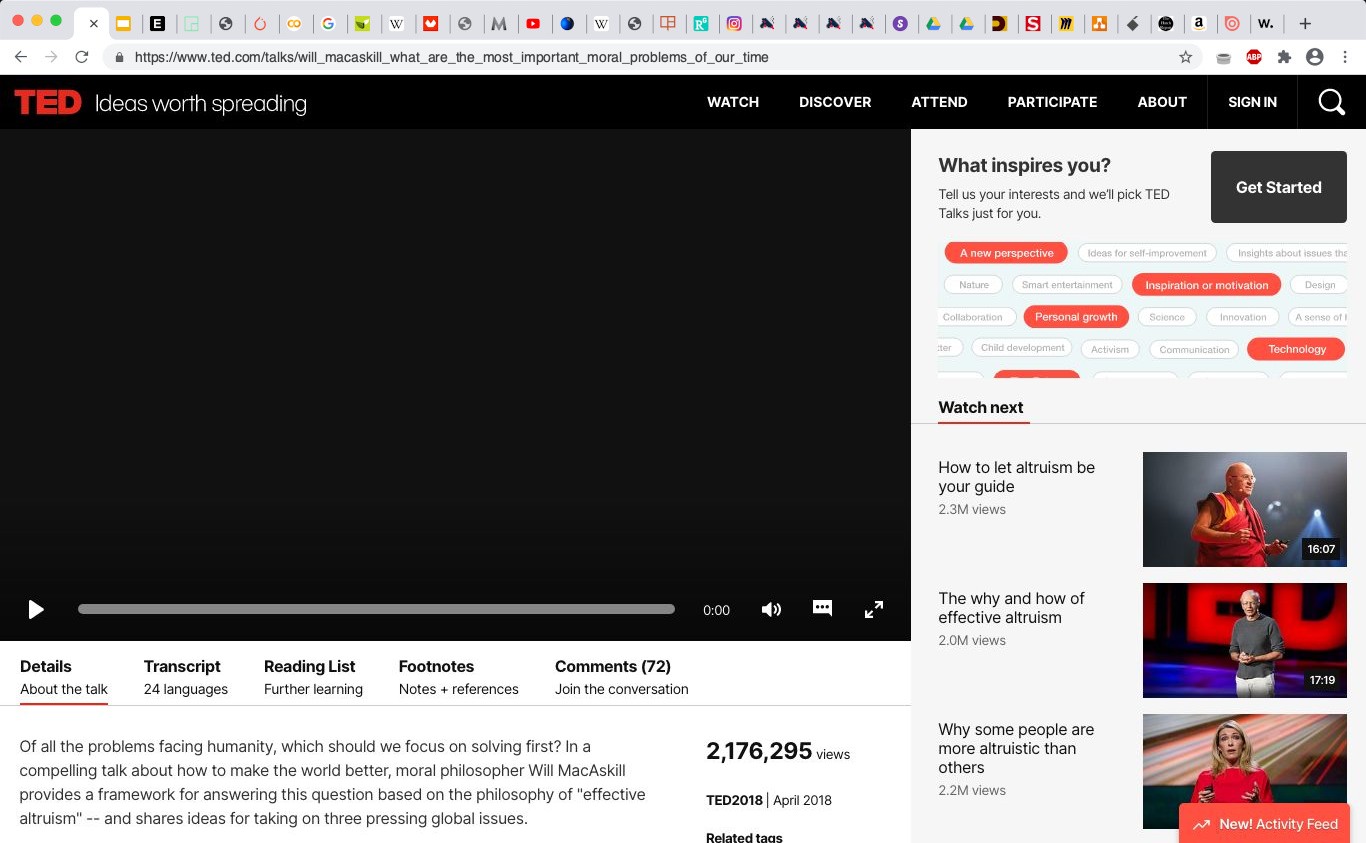 https://www.ted.com/talks/will_macaskill_what_are_the_most_important_moral_problems_of_our_time
TED Ideas worth spreading
WATCH
DISCOVER
ATTEND
PARTICIPATE
ABOUT
SIGN IN
0:00
Details
About the talk
Transcript
24 languages
Reading List
Further learning
Footnotes
Notes + references
Comments (72)
Join the conversation
Of all the problems facing humanity, which should we focus on solving first? In a
compelling talk about how to make the world better, moral philosopher Will MacAskill
provides a framework for answering this question based on the philosophy of "effective
altruism" -- and shares ideas for taking on three pressing global issues.
2,176,295 views
TED2018 | April 2018
Related tags
What inspires you?
Tell us your interests and we'll pick TED
Talks just for you.
Get Started
A new perspective
Ideas for self-improvement
Insights about issues tha
Nature
Smart entertainment
Inspiration or motivation
Design
Collaboration
Personal growth
Science
Innovation
A sense of
Child development
Activism
Communication
Technology
Watch next
How to let altruism be
your guide
2.3M views
16:07
The why and how of
effective altruism
2.0M views
17:19
Why some people are
more altruistic than
others
2.2M views
New! Activity Feed